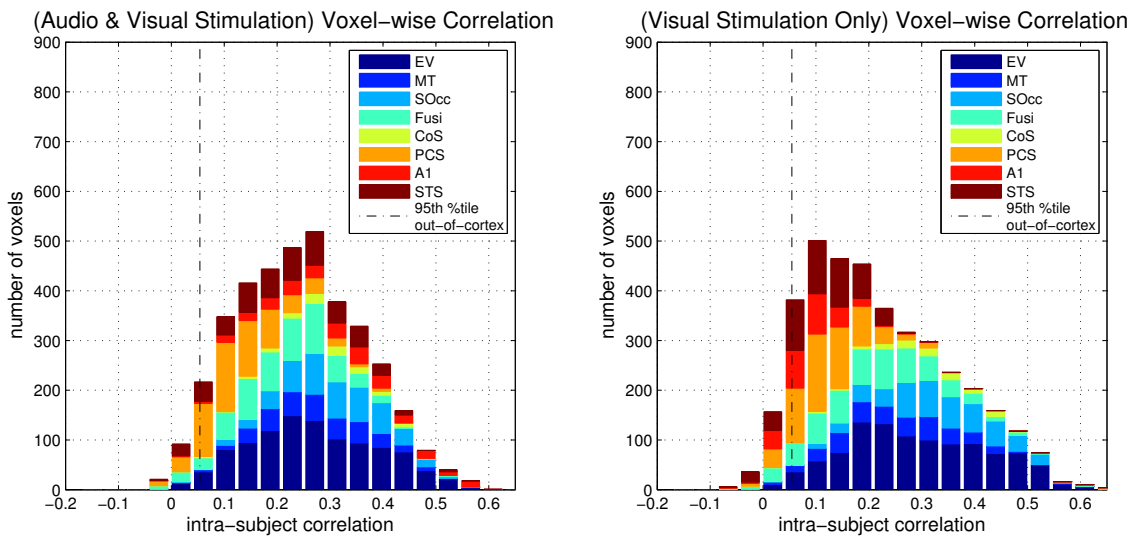 (Audio & Visual Stimulation) Voxel−wise Correlation
900
800
700
600
500
400
300
200
100
0
number of voxels
−0.2
−0.1
0
0.1
0.2
0.3
0.4
0.5
0.6
intra−subject correlation
EV
MT
SOcc
Fusi
CoS
PCS
A1
STS
95th %tile
out−of−cortex
(Visual Stimulation Only) Voxel−wise Correlation
900
800
700
600
500
400
300
200
100
0
number of voxels
−0.2
−0.1
0
0.1
0.2
0.3
0.4
0.5
0.6
intra−subject correlation
EV
MT
SOcc
Fusi
CoS
PCS
A1
STS
95th %tile
out−of−cortex